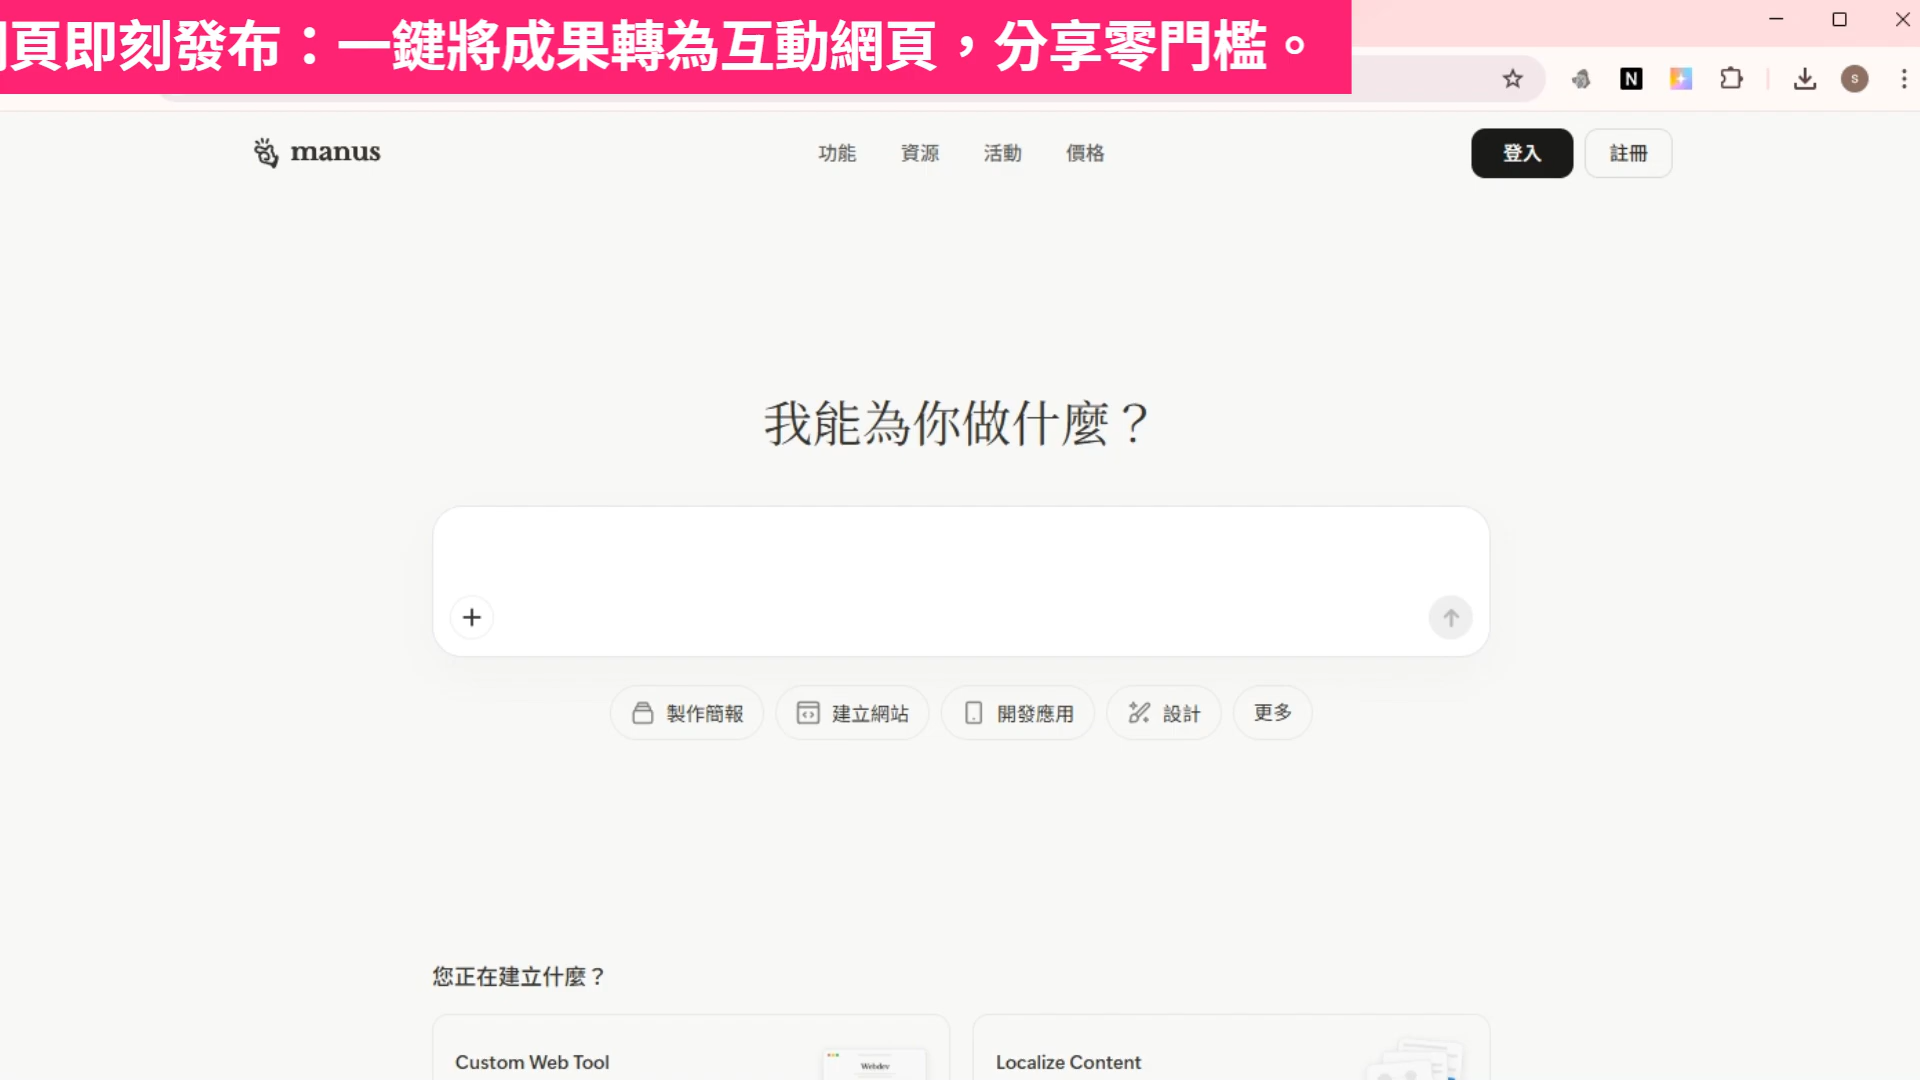 頁即刻發布：一鍵將成果轉為互動網頁，分享零門檻。
N
S
manus
功能
資源
活動
價格
登入
註冊
我能為你做什麼？
製作簡報
建立網站
開發應用
設計
更多
您正在建立什麼？
Custom Web Tool
Webdev
Localize Content